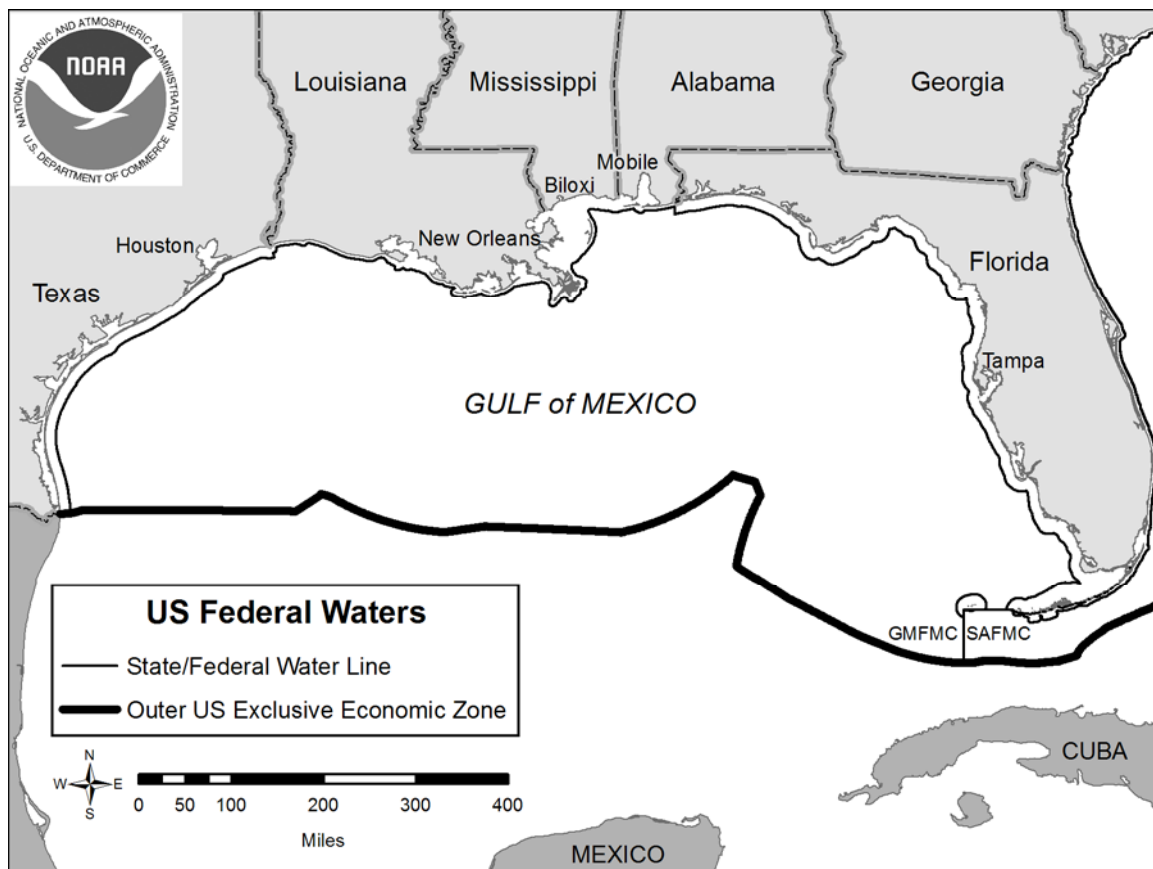 NATIONAL OCEANIC AND ATMOSPHERIC ADMINISTRATION
NOAA
U.S. DEPARTMENT OF COMMERCE
Louisiana
Mississippi
Alabama
Georgia
Mobile
Biloxi
New Orleans
Houston
Texas
Florida
Tampa
GULF of MEXICO
GMFMC
SAFMC
US Federal Waters
State/Federal Water Line
Outer US Exclusive Economic Zone
N
W
E
S
0 50 100 200 300 400
Miles
CUBA
MEXICO